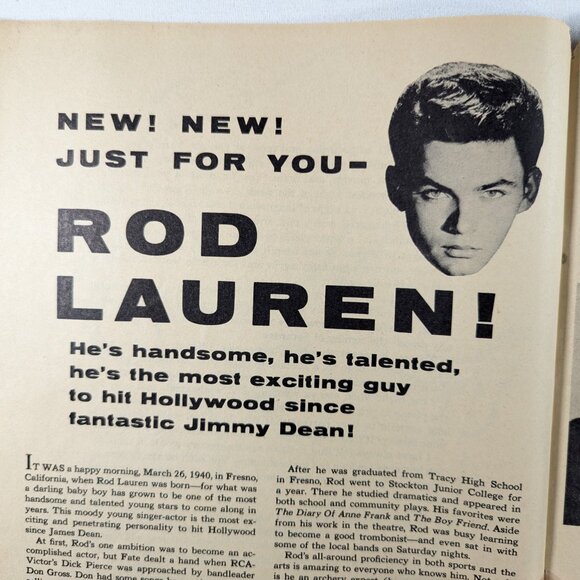 NEW! NEW!
JUST FOR YOU–
ROD
LAUREN!
He's handsome, he's talented,
he's the most exciting guy
to hit Hollywood since
fantastic Jimmy Dean!
IT WAS a happy morning, March 26, 1940, in Fresno,
California, when Rod Lauren was born—for what was
a darling baby boy has grown to be one of the most
handsome and talented young stars to come along in
years. This moody young singer-actor is the most ex-
citing and penetrating personality to hit Hollywood
since James Dean.
At first, Rod's one ambition was to become an ac-
complished actor, but Fate dealt a hand when RCA-
Victor's Dick Pierce was approached by bandleader
Don Gross. Don had some songs
After he was graduated from Tracy High School
in Fresno, Rod went to Stockton Junior College for
a year. There he studied dramatics and appeared in
both school and community plays. His favorites were
The Diary Of Anne Frank and The Boy Friend. Aside
from his work in the theatre, Rod was busy learning
to become a good trombonist—and even sat in with
some of the local bands on Saturday nights.
Rod's all-around proficiency in both sports and the
arts is amazing to everyone who knows him. Not
is he an archery